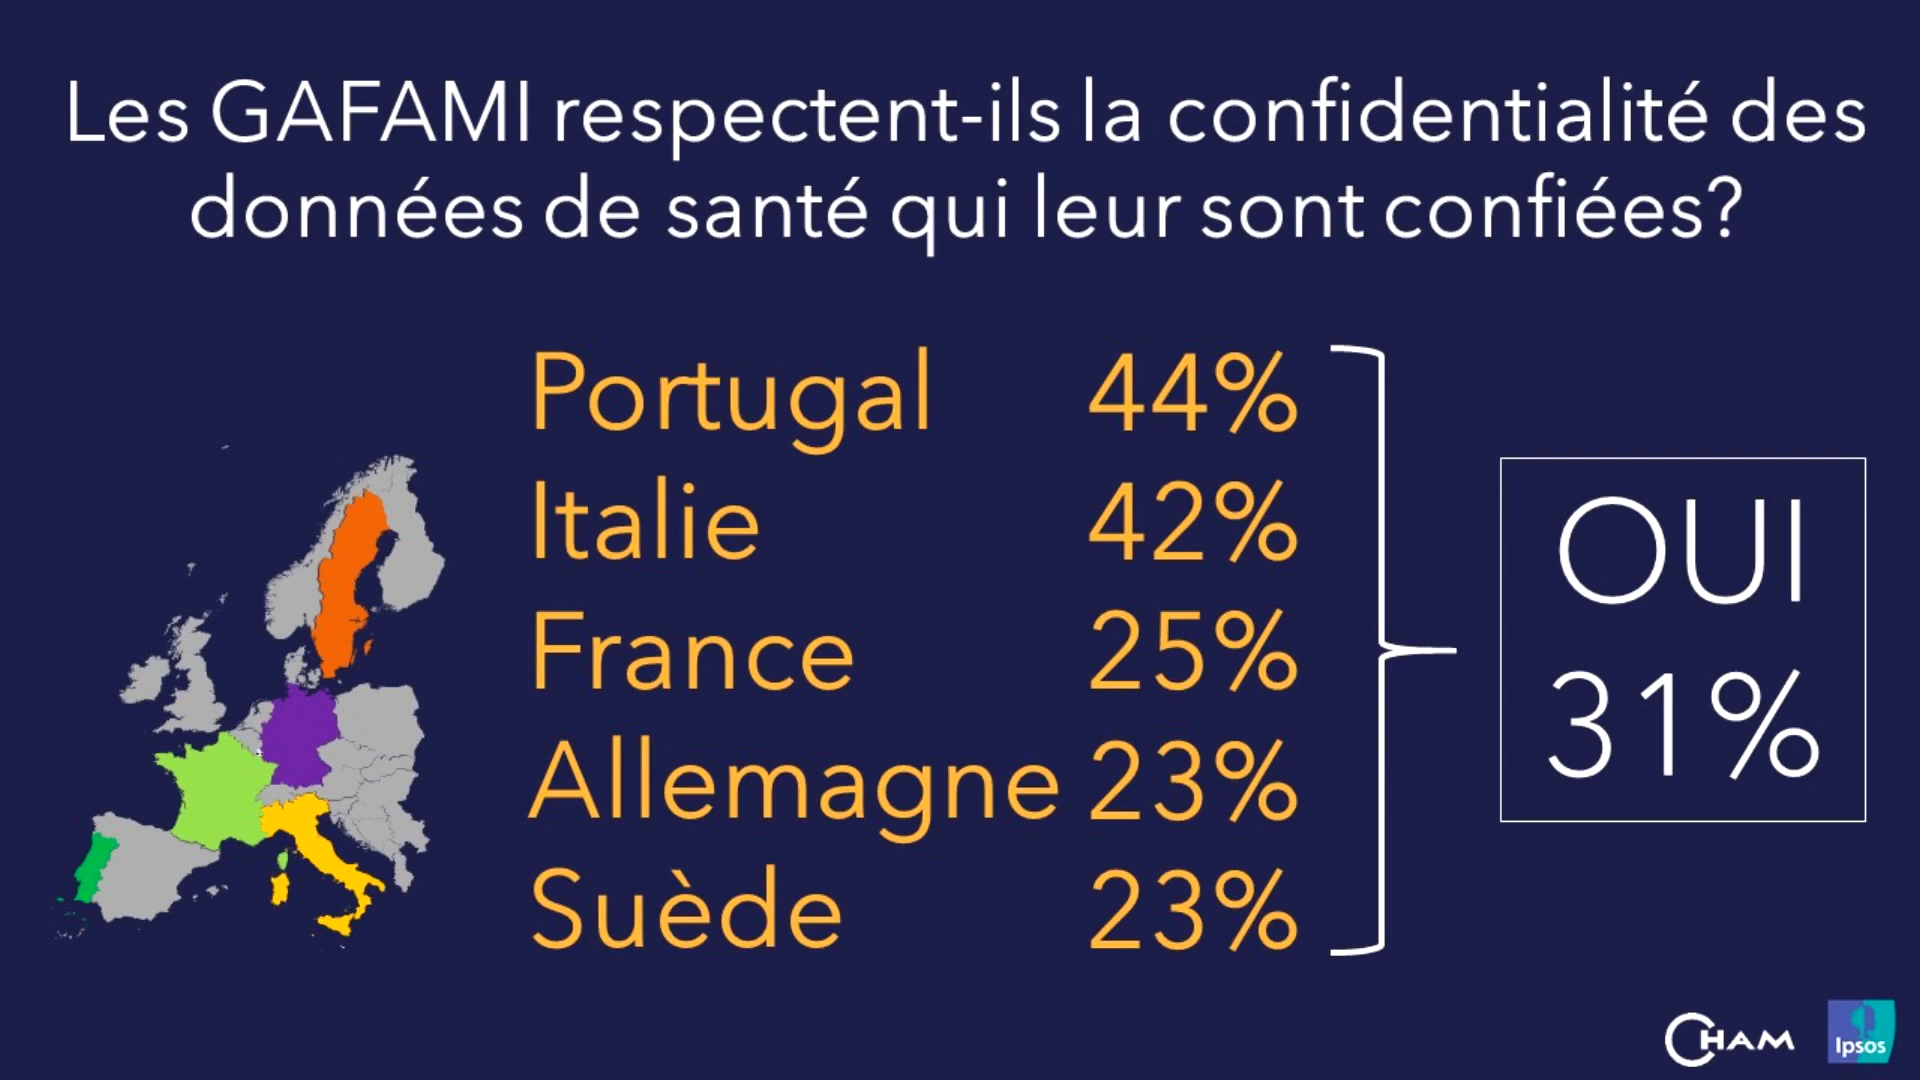 Les GAFAMI respectent-ils la confidentialité des
données de santé qui leur sont confiées?
Portugal 44%
Italie 42%
France 25%
Allemagne 23%
Suède 23%
OUI
31%
CHAM
Ipsos